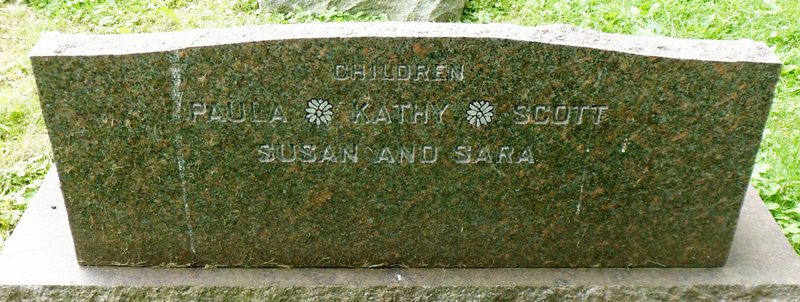 CHILDREN
PAULA KATHY SCOTT
SUSAN AND SARA